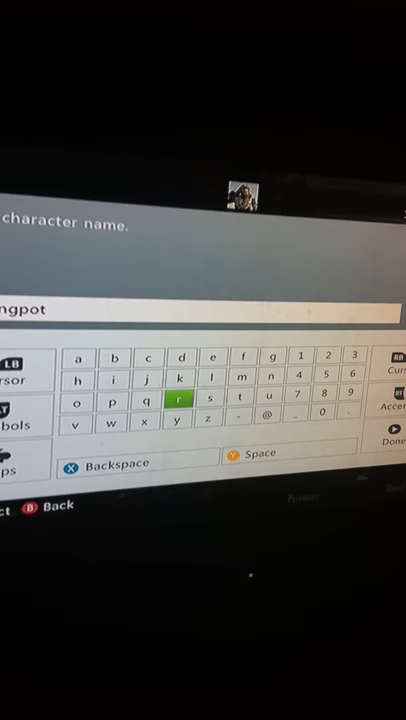 character name.
ngpot
LB
rsor
bols
ps
a b c d e f g 1 2 3
h i j k l m n 4 5 6
o p q r s t u 7 8 9
v w x y z - @ _ 0 .
X Backspace
Y Space
RB
Curs
RT
Accen
Done
ct B Back